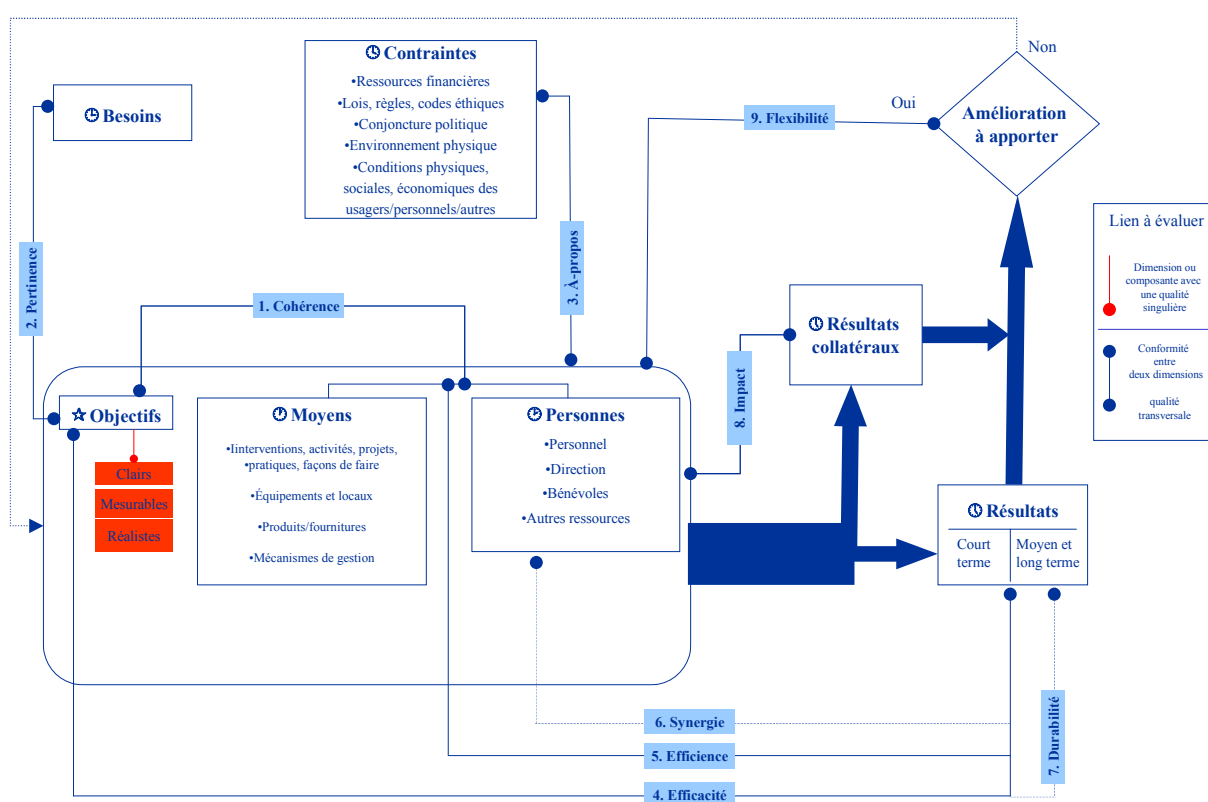 Non
Contraintes
•Ressources financières
•Lois, règles, codes éthiques
•Conjoncture politique
•Environnement physique
•Conditions physiques,
sociales, économiques des
usagers/personnels/autres
Besoins
Oui
Amélioration
à apporter
9. Flexibilité
2. Pertinence
3. À-propos
1. Cohérence
Lien à évaluer
Dimension ou
composante avec
une qualité
singulière
Conformité
entre
deux dimensions
qualité
transversale
Résultats
collatéraux
8. Impact
Objectifs
Clairs
Mesurables
Réalistes
Moyens
•Iinterventions, activités, projets,
•pratiques, façons de faire
•Équipements et locaux
•Produits/fournitures
•Mécanismes de gestion
Personnes
•Personnel
•Direction
•Bénévoles
•Autres ressources
Résultats
Court
terme
Moyen et
long terme
6. Synergie
5. Efficience
4. Efficacité
7. Durabilité